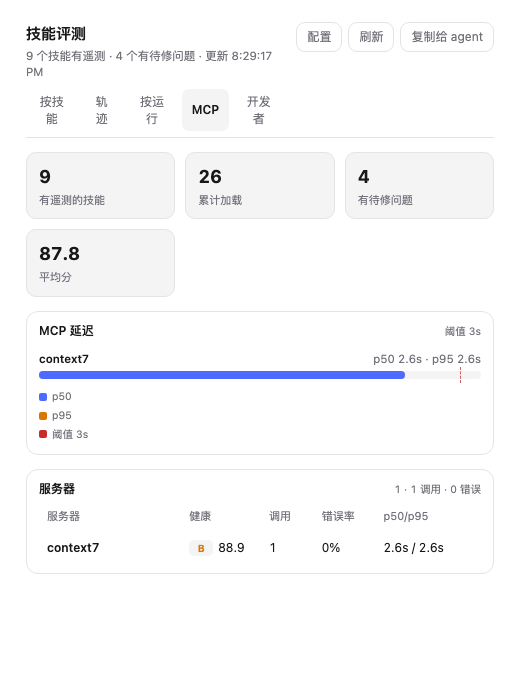 技能评测
9 个技能有遥测 · 4 个有待修问题 · 更新 8:29:17
PM
配置
刷新
复制给 agent
按技
能
轨
迹
按运
行
MCP
开发
者
9
有遥测的技能
26
累计加载
4
有待修问题
87.8
平均分
MCP 延迟
阈值 3s
context7
p50 2.6s · p95 2.6s
p50
p95
阈值 3s
服务器
1 · 1 调用 · 0 错误
服务器 健康 调用 错误率 p50/p95
context7 B 88.9 1 0% 2.6s / 2.6s